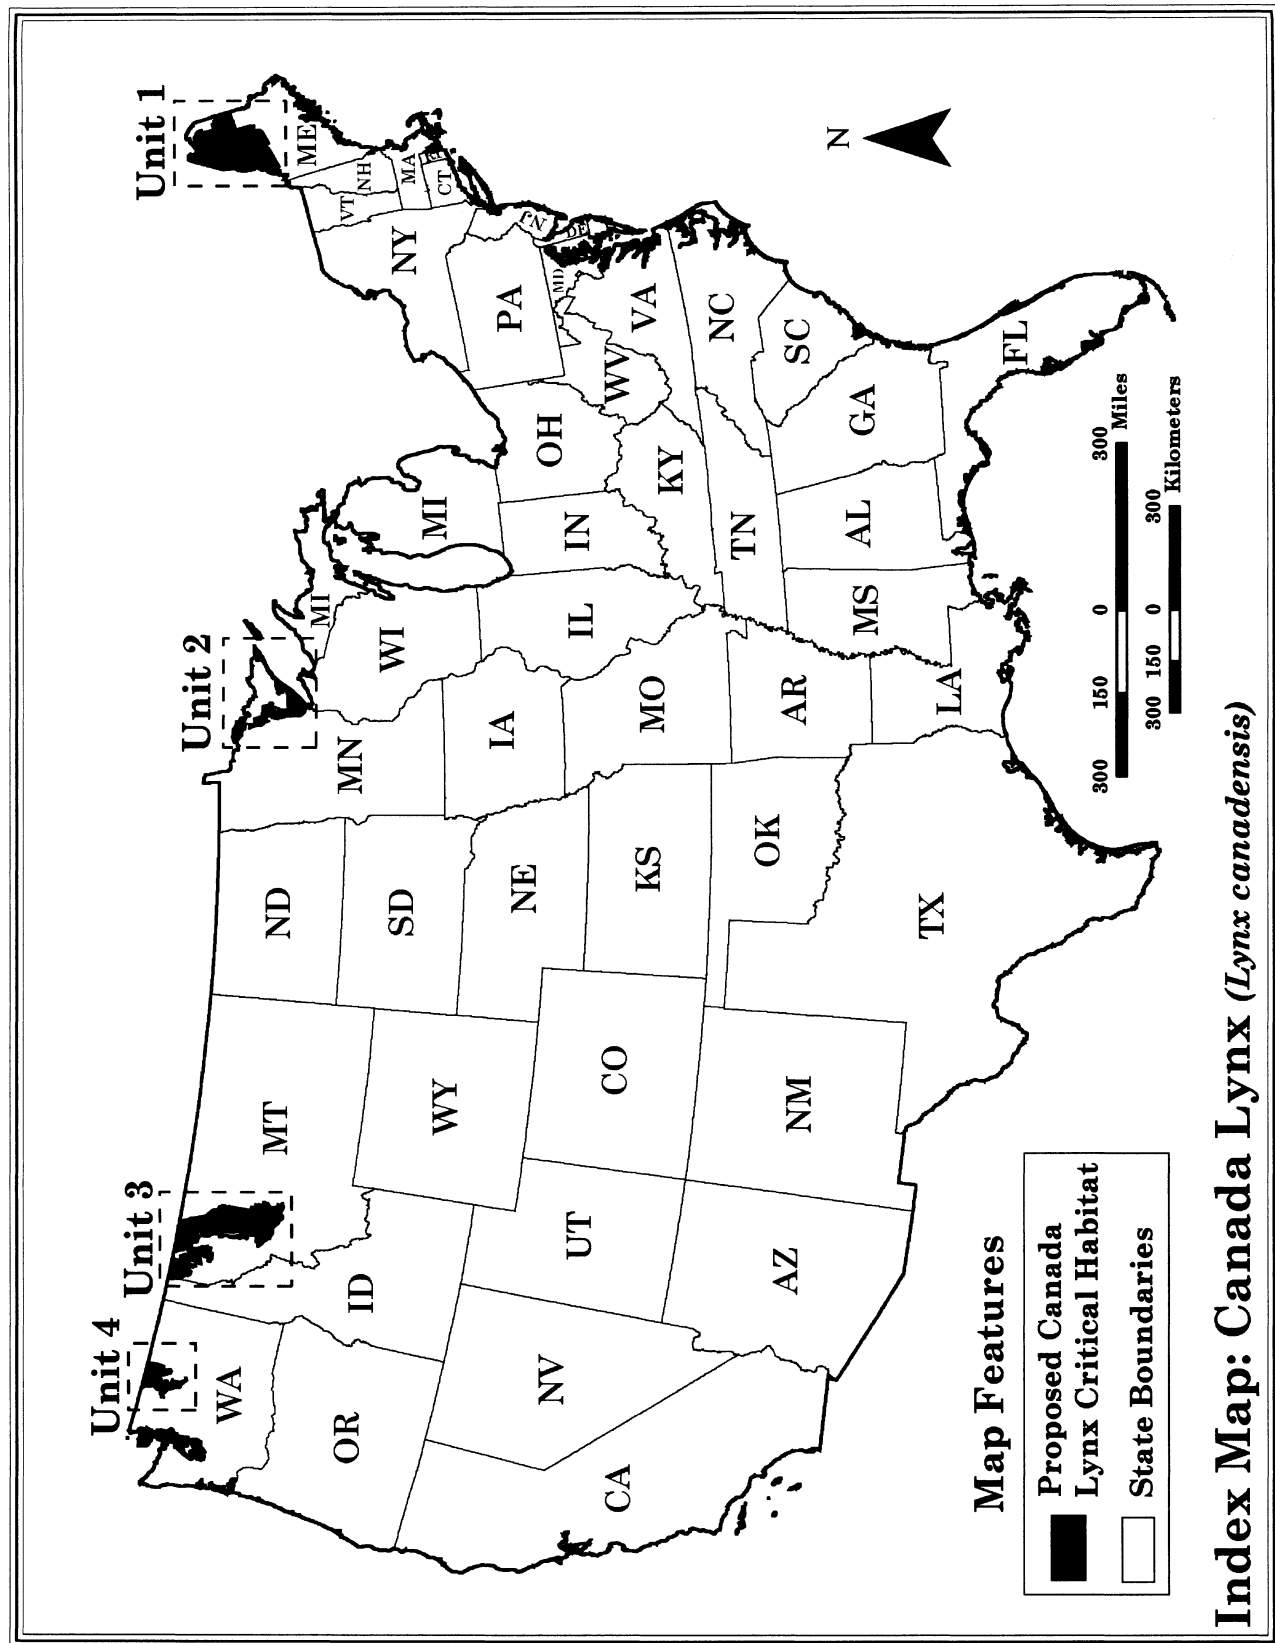 Unit 4
Unit 3
Unit 2
Unit 1
WA
MT
ND
MN
MI
ME
VT
NH
OR
ID
SD
WI
MI
NY
MA
RI
CT
WY
IA
PA
NJ
NV
UT
NE
IL
IN
OH
MD
DE
CA
CO
KS
MO
KY
WV
VA
AZ
NM
OK
AR
TN
NC
SC
TX
LA
MS
AL
GA
FL
N
Map Features
Proposed Canada
Lynx Critical Habitat
State Boundaries
300 150 0 300
Miles
300 150 0 300
Kilometers
Index Map: Canada Lynx (Lynx canadensis)